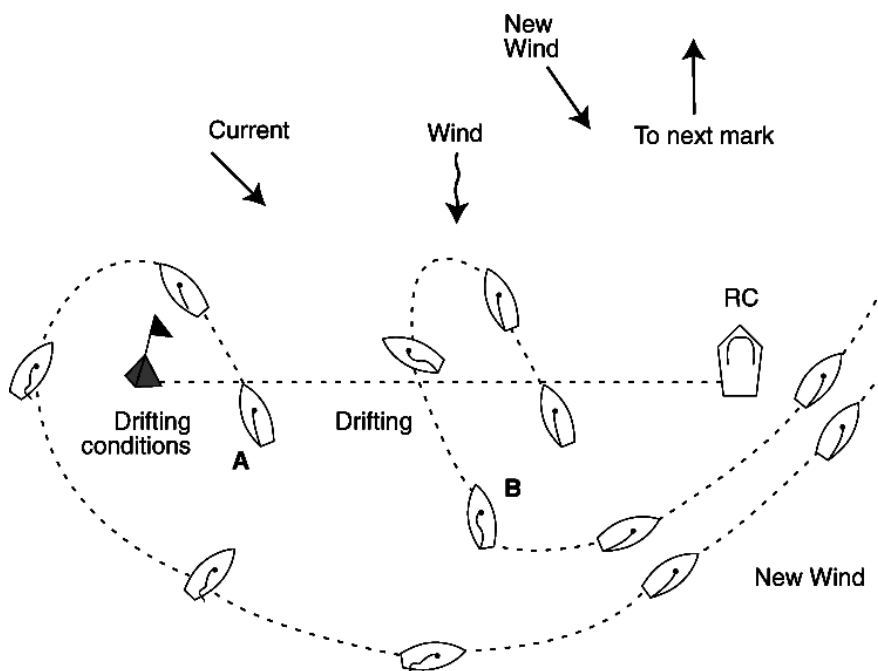 New
Wind
Current
Wind
To next mark
RC
Drifting
conditions
Drifting
A
B
New Wind